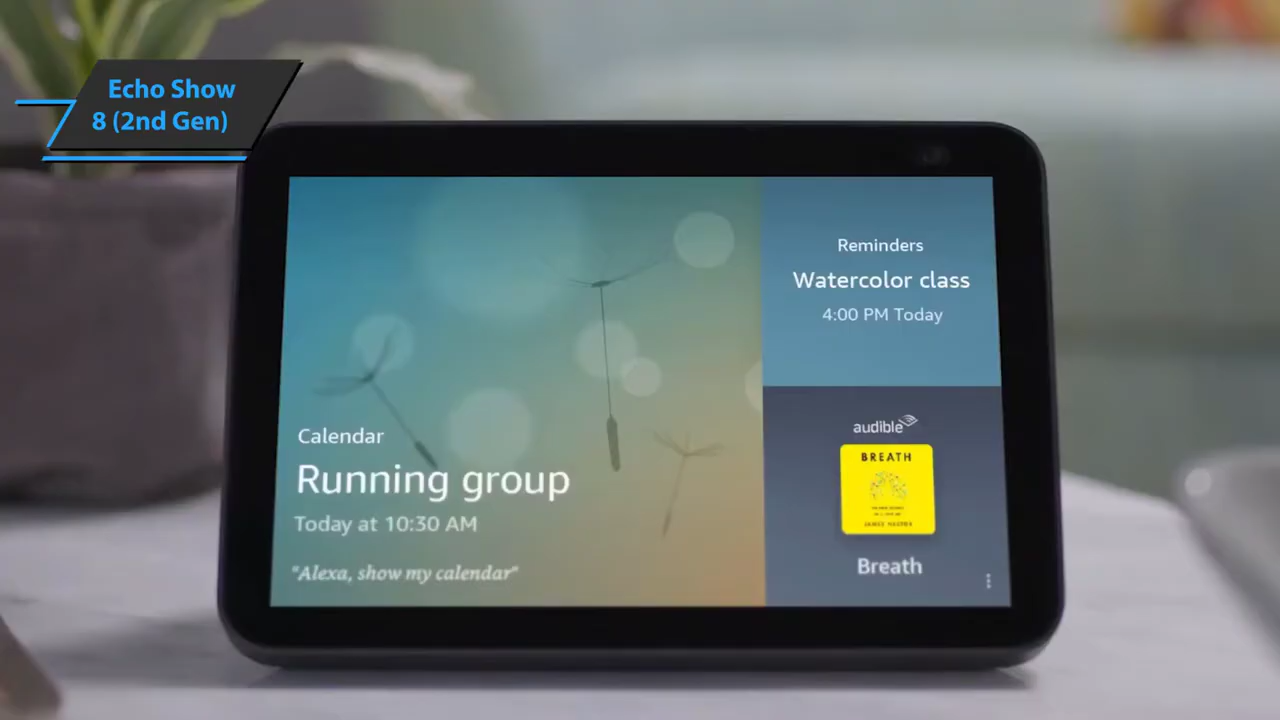 Echo Show
8 (2nd Gen)
Reminders
Watercolor class
4:00 PM Today
Calendar
Running group
Today at 10:30 AM
"Alexa, show my calendar"
audible
BREATH
JAMES NESTOR
Breath